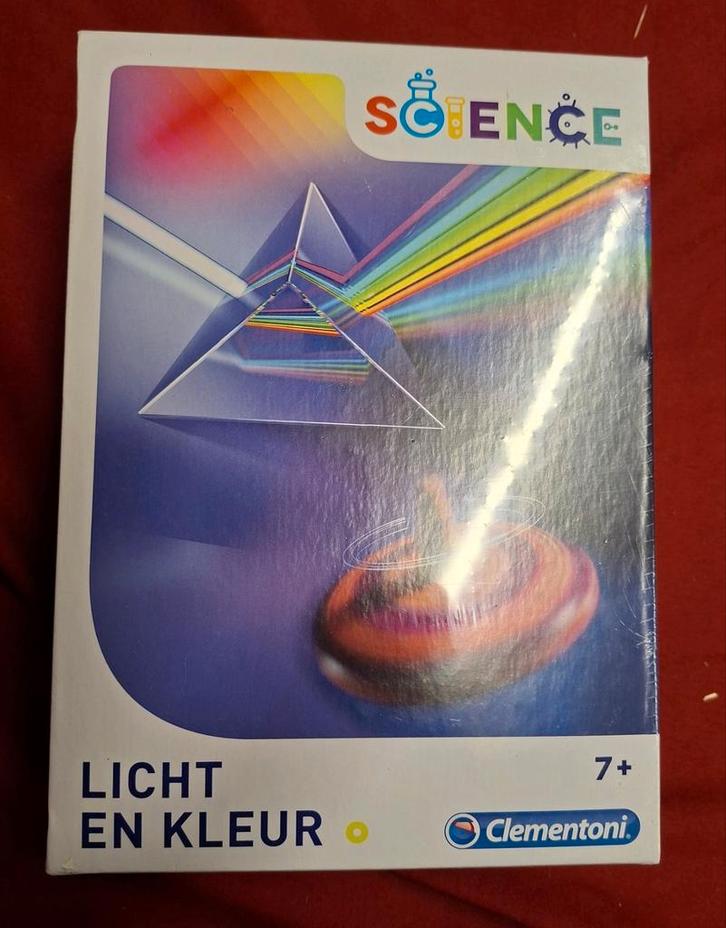 SCIENCE
LICHT
EN KLEUR
7+
Clementoni